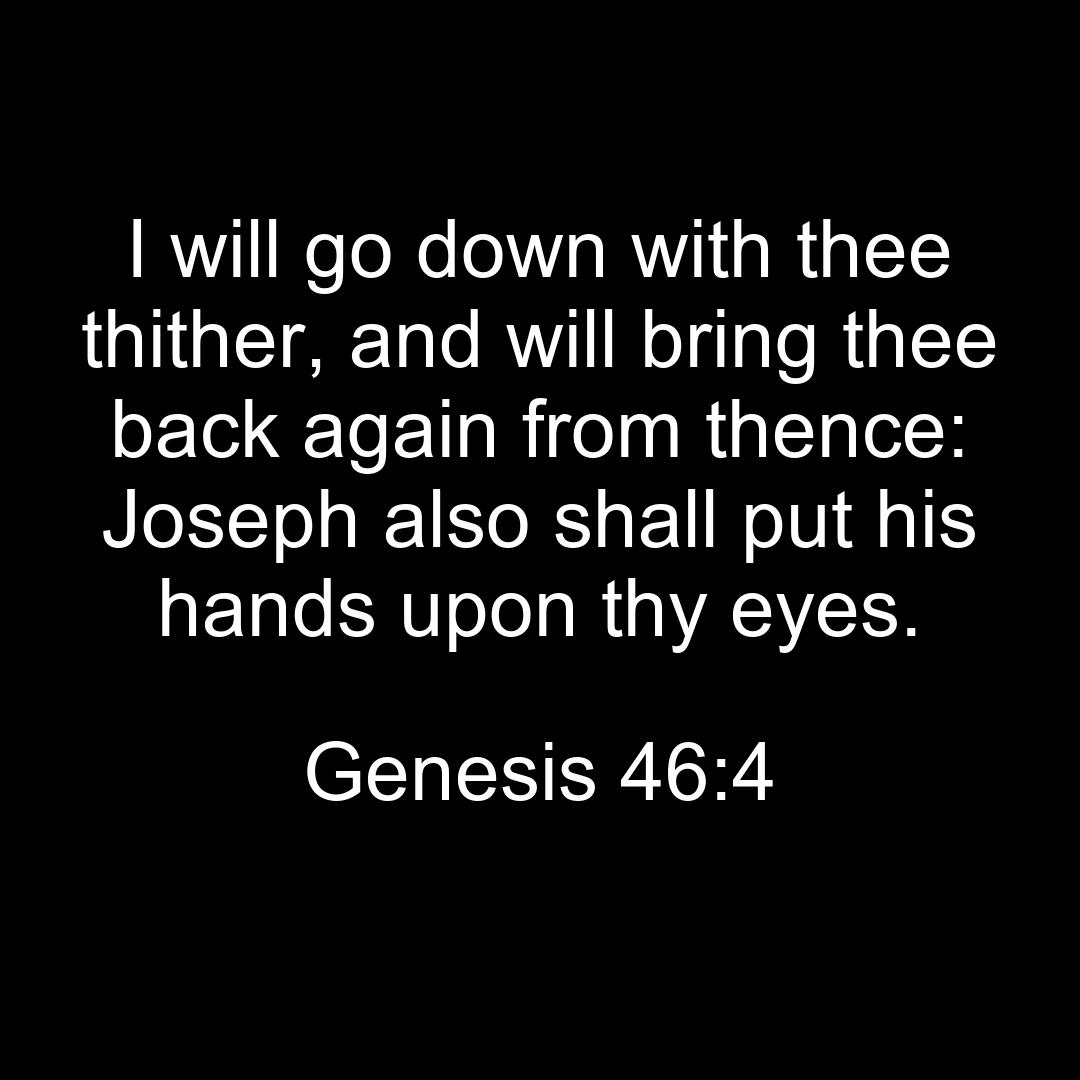 I will go down with thee
thither, and will bring thee
back again from thence:
Joseph also shall put his
hands upon thy eyes.
Genesis 46:4